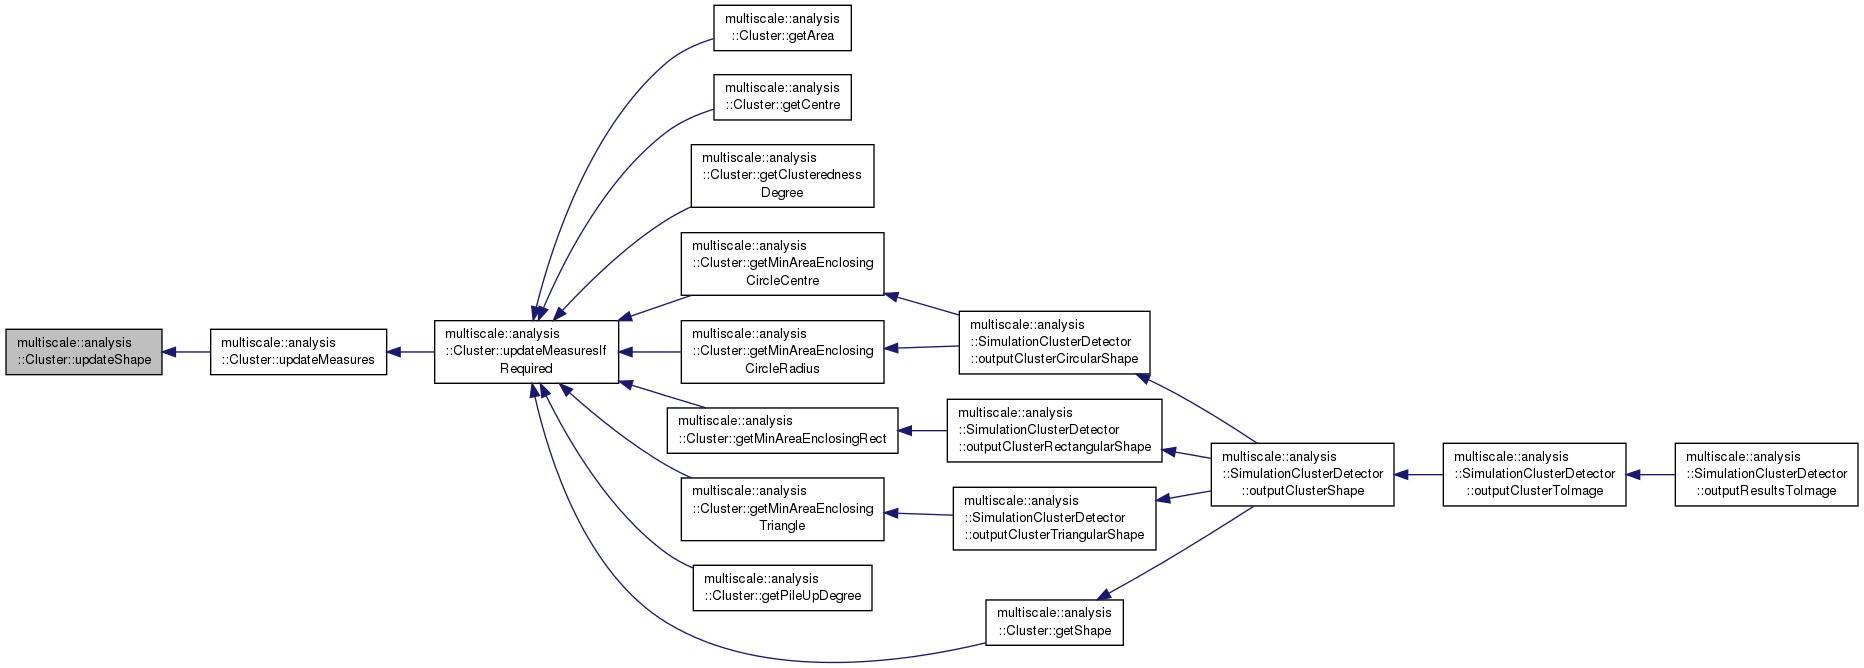 multiscale::analysis
::Cluster::updateShape
multiscale::analysis
::Cluster::updateMeasures
multiscale::analysis
::Cluster::updateMeasuresIf
Required
multiscale::analysis
::Cluster::getArea
multiscale::analysis
::Cluster::getCentre
multiscale::analysis
::Cluster::getClusteredness
Degree
multiscale::analysis
::Cluster::getMinAreaEnclosing
CircleCentre
multiscale::analysis
::Cluster::getMinAreaEnclosing
CircleRadius
multiscale::analysis
::Cluster::getMinAreaEnclosingRect
multiscale::analysis
::Cluster::getMinAreaEnclosing
Triangle
multiscale::analysis
::Cluster::getPileUpDegree
multiscale::analysis
::SimulationClusterDetector
::outputClusterCircularShape
multiscale::analysis
::SimulationClusterDetector
::outputClusterRectangularShape
multiscale::analysis
::SimulationClusterDetector
::outputClusterTriangularShape
multiscale::analysis
::Cluster::getShape
multiscale::analysis
::SimulationClusterDetector
::outputClusterShape
multiscale::analysis
::SimulationClusterDetector
::outputClusterToImage
multiscale::analysis
::SimulationClusterDetector
::outputResultsToImage